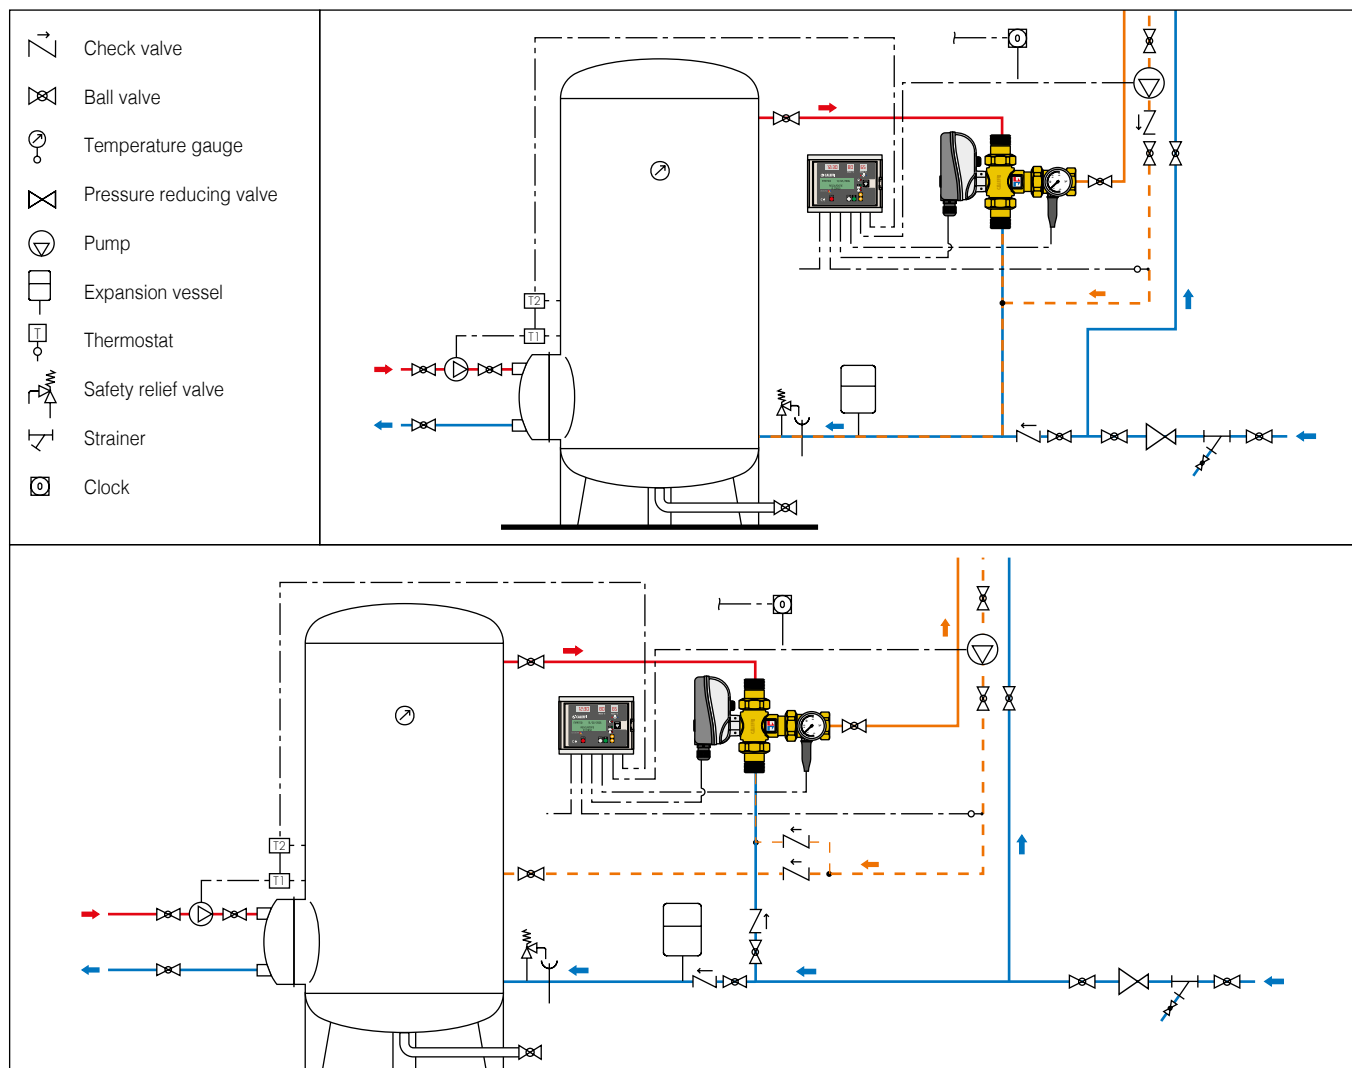 Check valve
Ball valve
Temperature gauge
Pressure reducing valve
Pump
Expansion vessel
T
Thermostat
Safety relief valve
Strainer
Clock
T2
T1
T2
T1